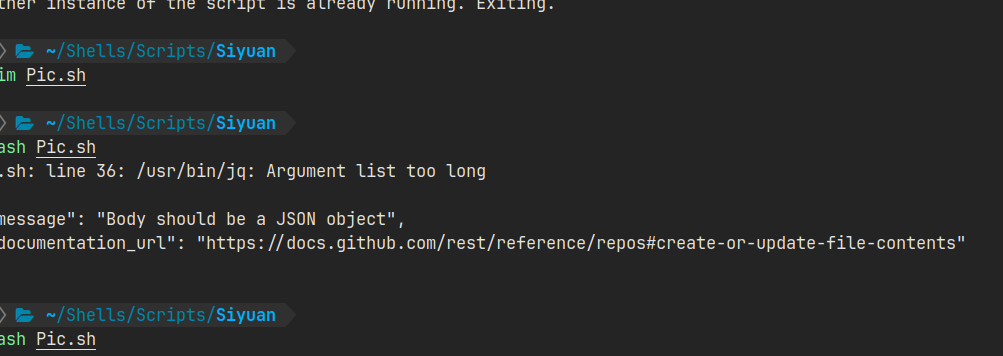 ther instance of the script is already running. Exiting.
~/Shells/Scripts/Siyuan
im Pic.sh
~/Shells/Scripts/Siyuan
ash Pic.sh
.sh: line 36: /usr/bin/jq: Argument list too long
message": "Body should be a JSON object",
documentation_url": "https://docs.github.com/rest/reference/repos#create-or-update-file-contents"
~/Shells/Scripts/Siyuan
ash Pic.sh